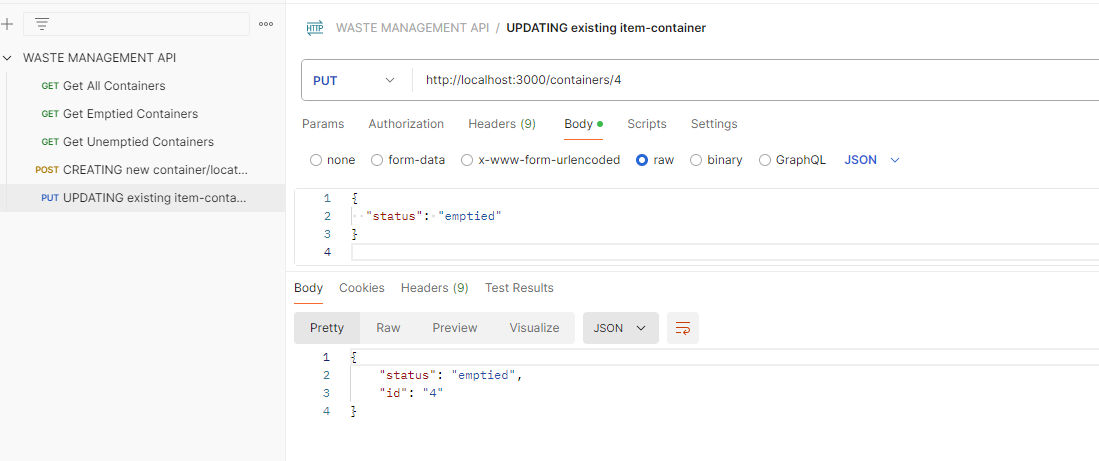 WASTE MANAGEMENT API
GET Get All Containers
GET Get Emptied Containers
GET Get Unemptied Containers
POST CREATING new container/locat...
PUT UPDATING existing item-conta...
HTTP WASTE MANAGEMENT API / UPDATING existing item-container
PUT http://localhost:3000/containers/4
Params Authorization Headers (9) Body Scripts Settings
none form-data x-www-form-urlencoded raw binary GraphQL JSON
1 {
2 "status": "emptied"
3 }
4
Body Cookies Headers (9) Test Results
Pretty Raw Preview Visualize JSON
1 {
2 "status": "emptied",
3 "id": "4"
4 }